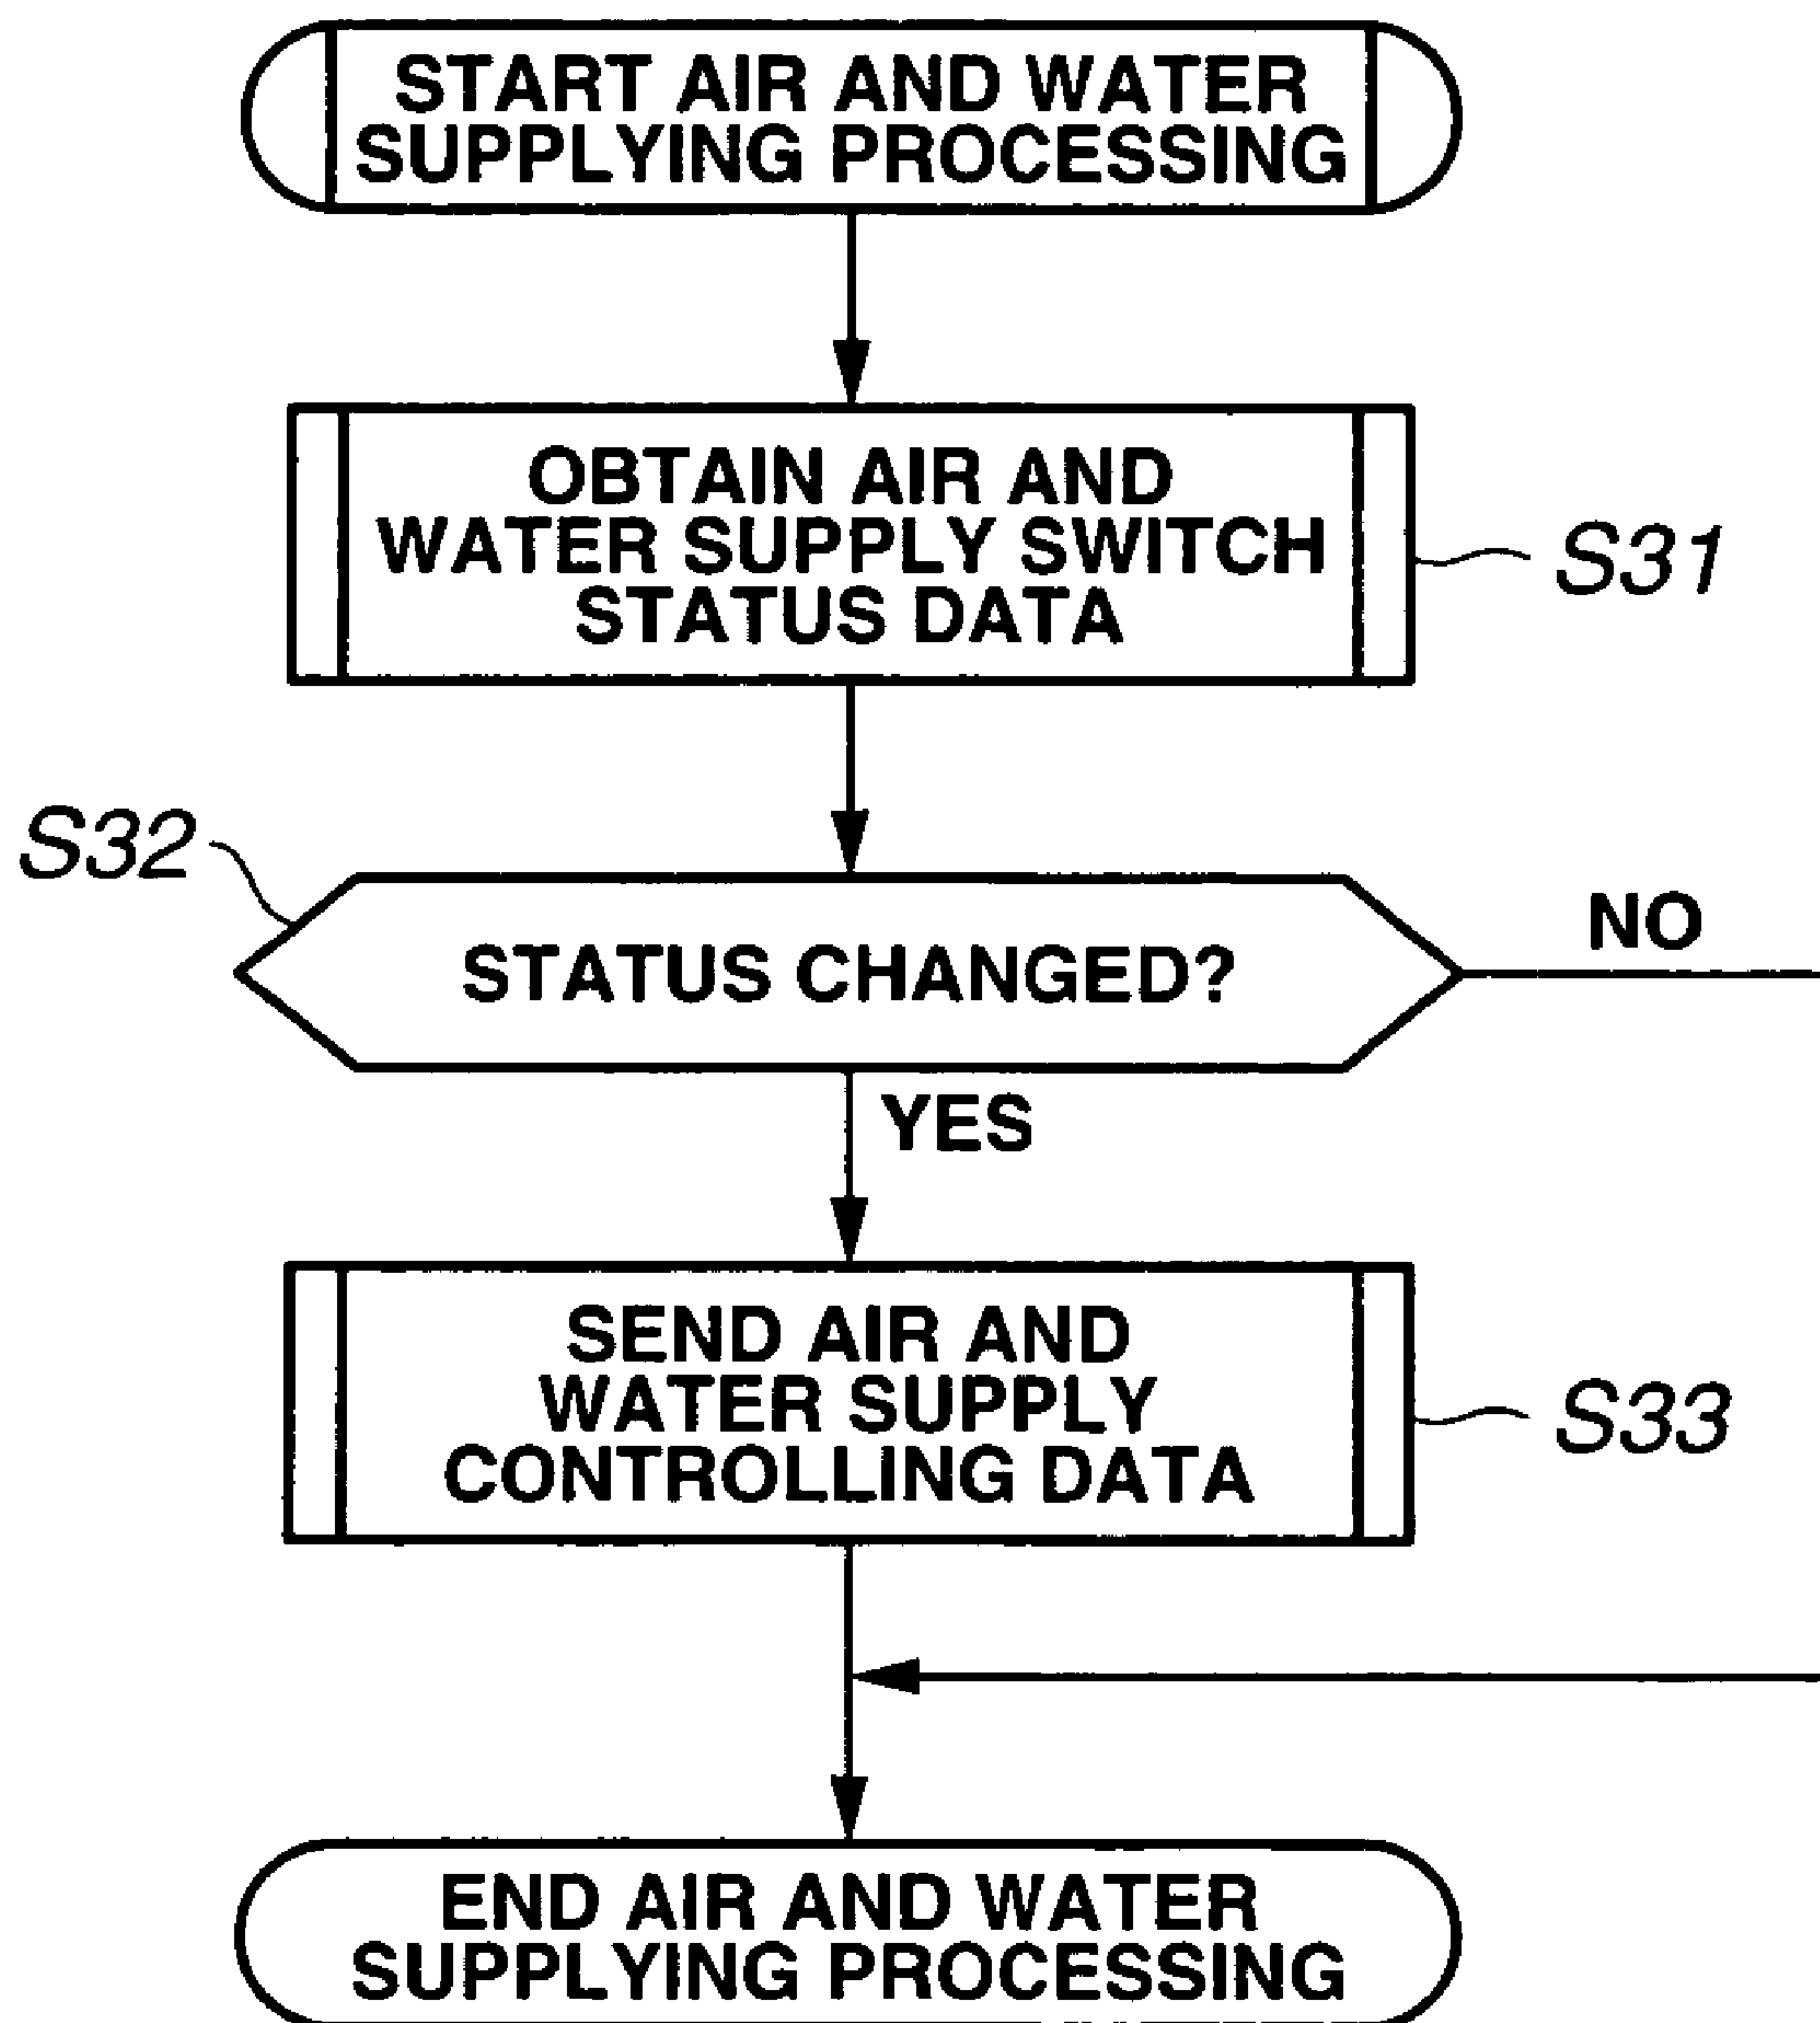 START AIR AND WATER
SUPPLYING PROCESSING
OBTAIN AIR AND
WATER SUPPLY SWITCH
STATUS DATA
S31
S32
STATUS CHANGED?
NO
YES
SEND AIR AND
WATER SUPPLY
CONTROLLING DATA
S33
END AIR AND WATER
SUPPLYING PROCESSING